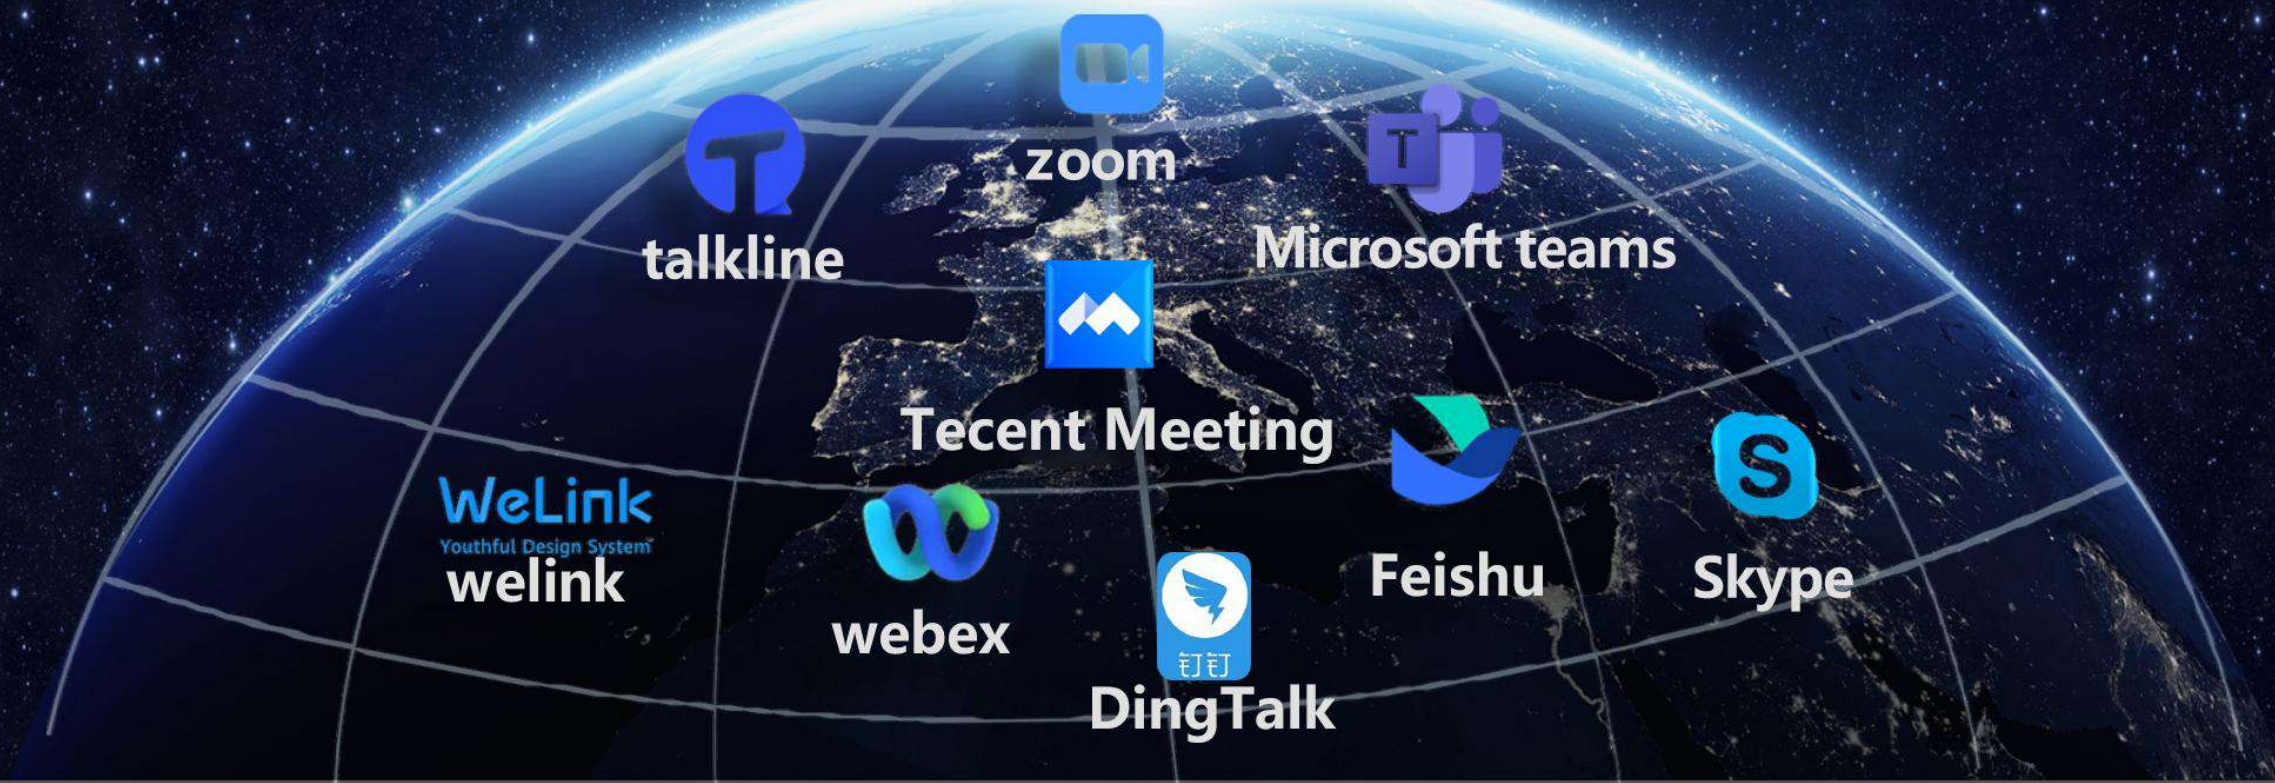 zoom
T
talkline
T
Microsoft teams
Tecent Meeting
WeLink
Youthful Design System
welink
webex
钉钉
DingTalk
Feishu
S
Skype